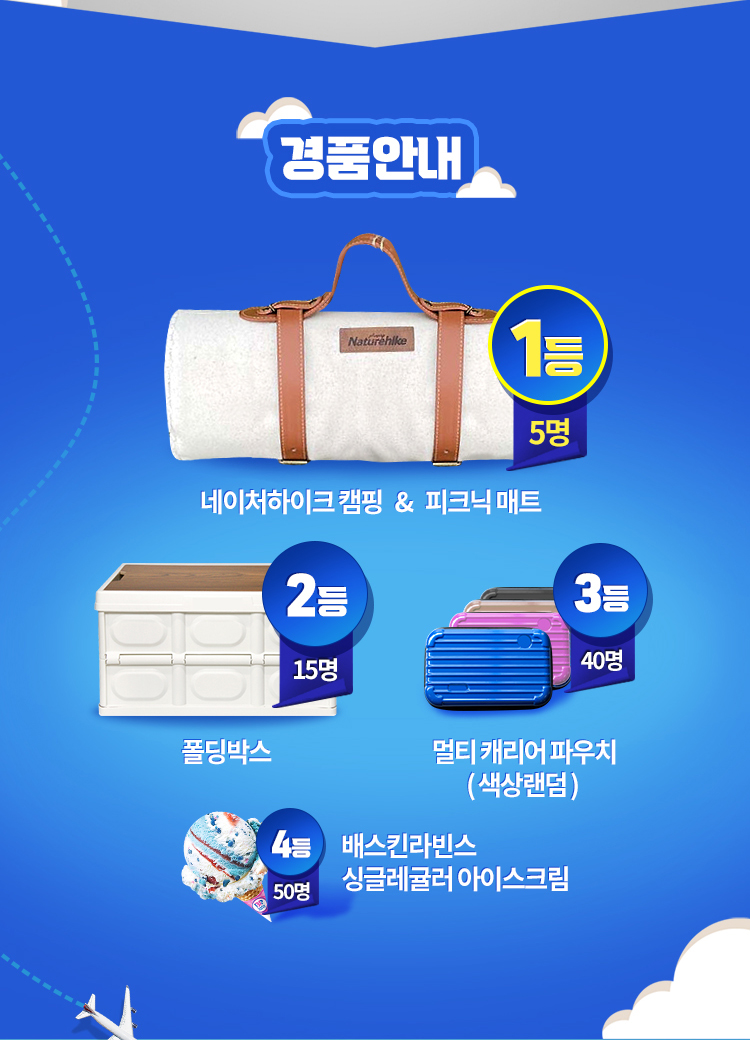 경품안내
Naturehike
1등
5명
네이처하이크 캠핑 & 피크닉 매트
2등
15명
3등
40명
폴딩박스
멀티 캐리어 파우치
(색상랜덤)
4등
50명
배스킨라빈스
싱글레귤러 아이스크림